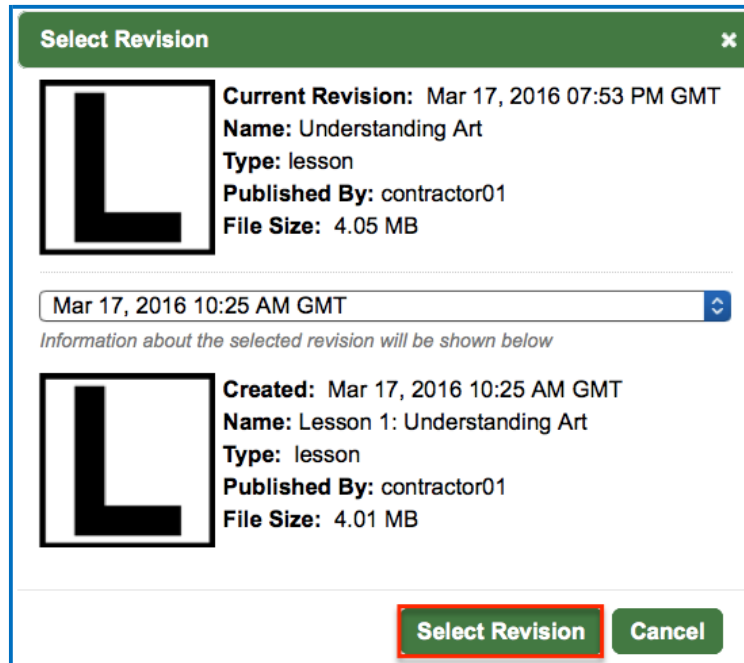 Select Revision ×
Current Revision: Mar 17, 2016 07:53 PM GMT
Name: Understanding Art
Type: lesson
Published By: contractor01
File Size: 4.05 MB
L
Mar 17, 2016 10:25 AM GMT
Information about the selected revision will be shown below
Created: Mar 17, 2016 10:25 AM GMT
Name: Lesson 1: Understanding Art
Type: lesson
Published By: contractor01
File Size: 4.01 MB
L
Select Revision Cancel